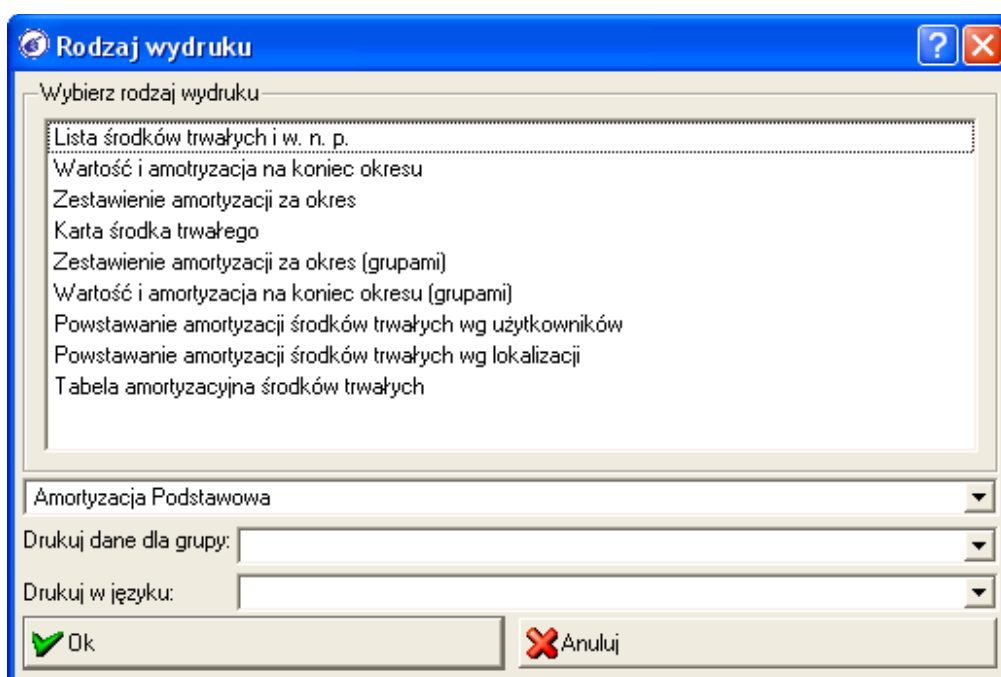 Rodzaj wydruku
Wybierz rodzaj wydruku
Lista środków trwałych i w. n. p.
Wartość i amotryzacja na koniec okresu
Zestawienie amortyzacji za okres
Karta środka trwałego
Zestawienie amortyzacji za okres (grupami)
Wartość i amortyzacja na koniec okresu (grupami)
Powstawanie amortyzacji środków trwałych wg użytkowników
Powstawanie amortyzacji środków trwałych wg lokalizacji
Tabela amortyzacyjna środków trwałych
Amortyzacja Podstawowa
Drukuj dane dla grupy:
Drukuj w języku:
Ok Anuluj